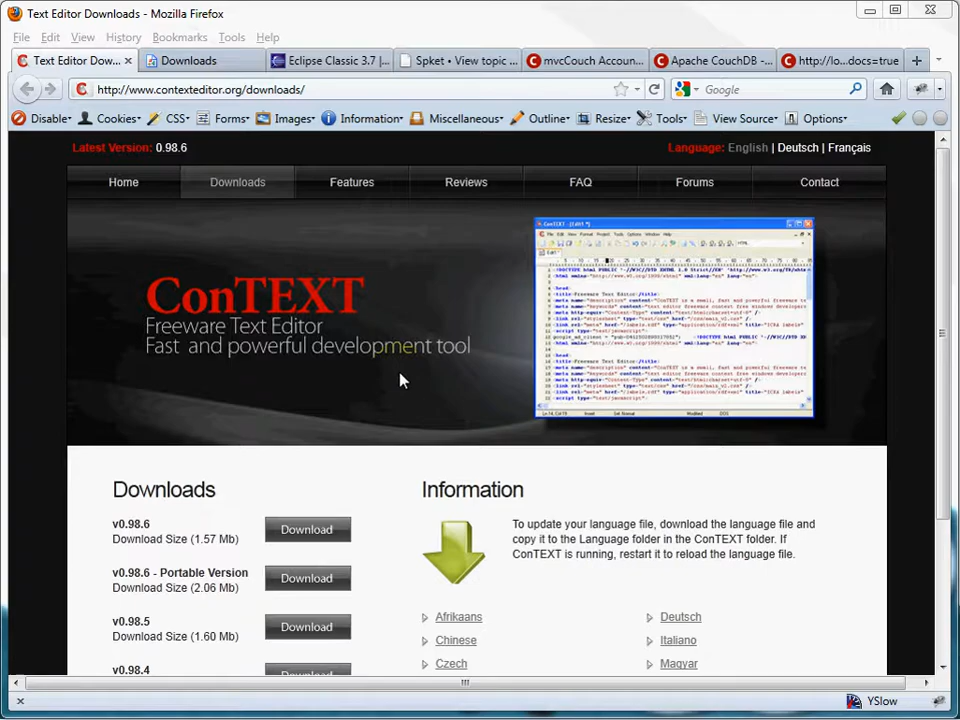 Text Editor Downloads - Mozilla Firefox
File Edit View History Bookmarks Tools Help
Text Editor Dow... Downloads Eclipse Classic 3.7 |... Spket • View topic ... mvcCouch Accoun... Apache CouchDB - ... http://lo...docs=true
http://www.contexteditor.org/downloads/ Google
Disable Cookies CSS Forms Images Information Miscellaneous Outline Resize Tools View Source Options
Latest Version: 0.98.6 Language: English | Deutsch | Français
Home Downloads Features Reviews FAQ Forums Contact
ConTEXT
Freeware Text Editor
Fast and powerful development tool
Downloads
v0.98.6
Download Size (1.57 Mb)
Download
v0.98.6 - Portable Version
Download Size (2.06 Mb)
Download
v0.98.5
Download Size (1.60 Mb)
Download
v0.98.4
Download
Information
To update your language file, download the language file and
copy it to the Language folder in the ConTEXT folder. If
ConTEXT is running, restart it to reload the language file.
Afrikaans Deutsch
Chinese Italiano
Czech Magyar
YSlow